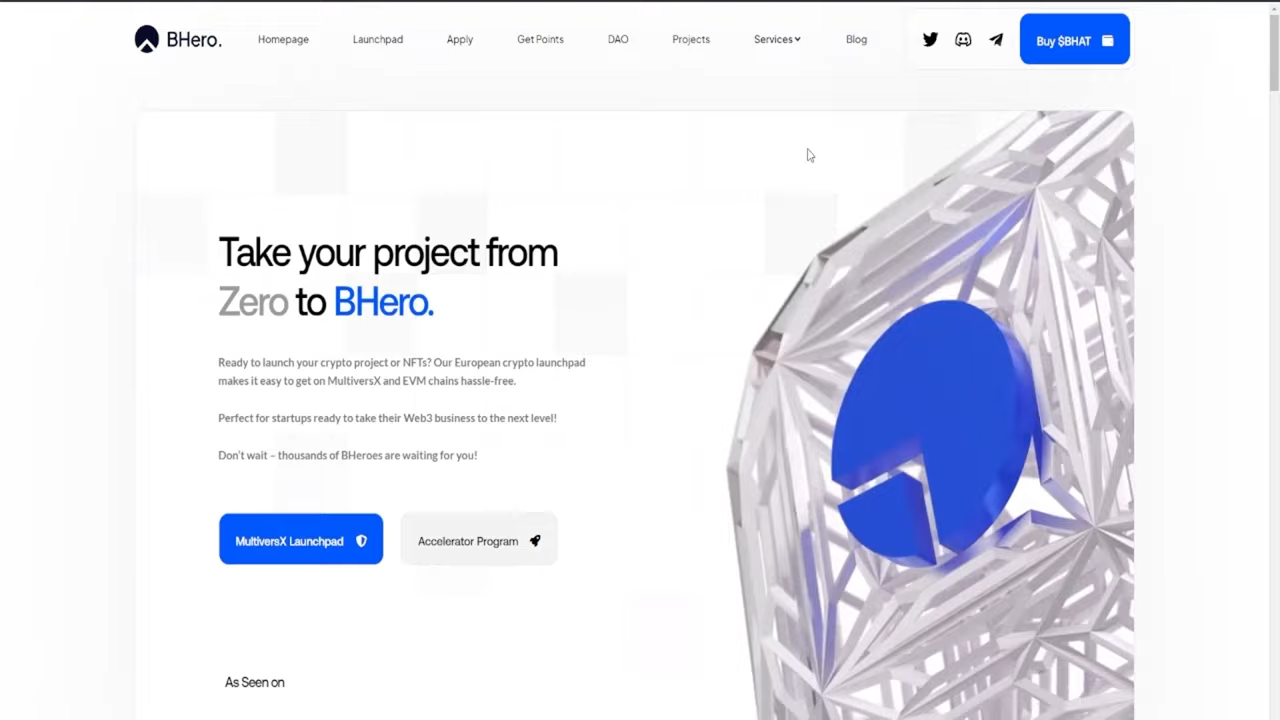 BHero.
Homepage
Launchpad
Apply
Get Points
DAO
Projects
Services
Blog
Buy $BHAT
Take your project from
Zero to BHero.
Ready to launch your crypto project or NFTs? Our European crypto launchpad
makes it easy to get on MultiversX and EVM chains hassle-free.
Perfect for startups ready to take their Web3 business to the next level!
Don't wait – thousands of BHeroes are waiting for you!
MultiversX Launchpad
Accelerator Program
As Seen on